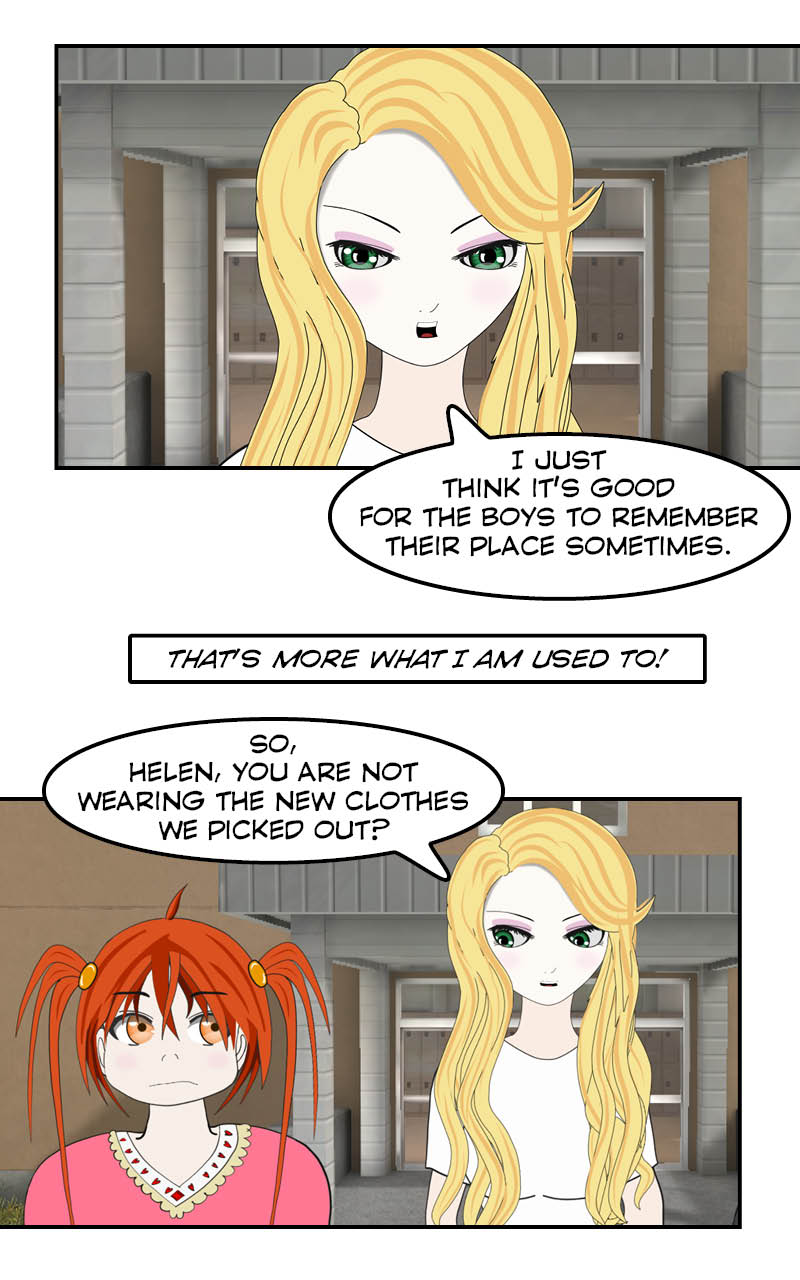 I JUST
THINK IT'S GOOD
FOR THE BOYS TO REMEMBER
THEIR PLACE SOMETIMES.
THAT'S MORE WHAT I AM USED TO!
SO,
HELEN, YOU ARE NOT
WEARING THE NEW CLOTHES
WE PICKED OUT?